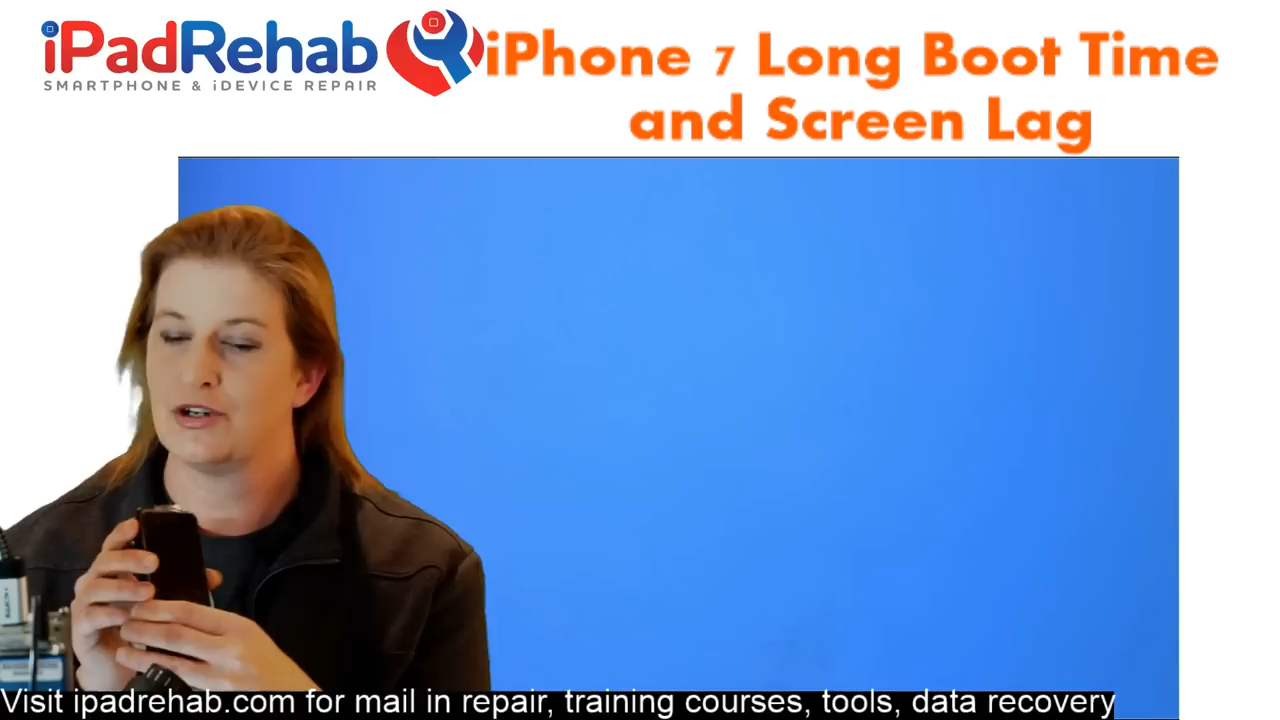 iPadRehab
SMARTPHONE & iDEVICE REPAIR
iPhone 7 Long Boot Time
and Screen Lag
Visit ipadrehab.com for mail in repair, training courses, tools, data recovery